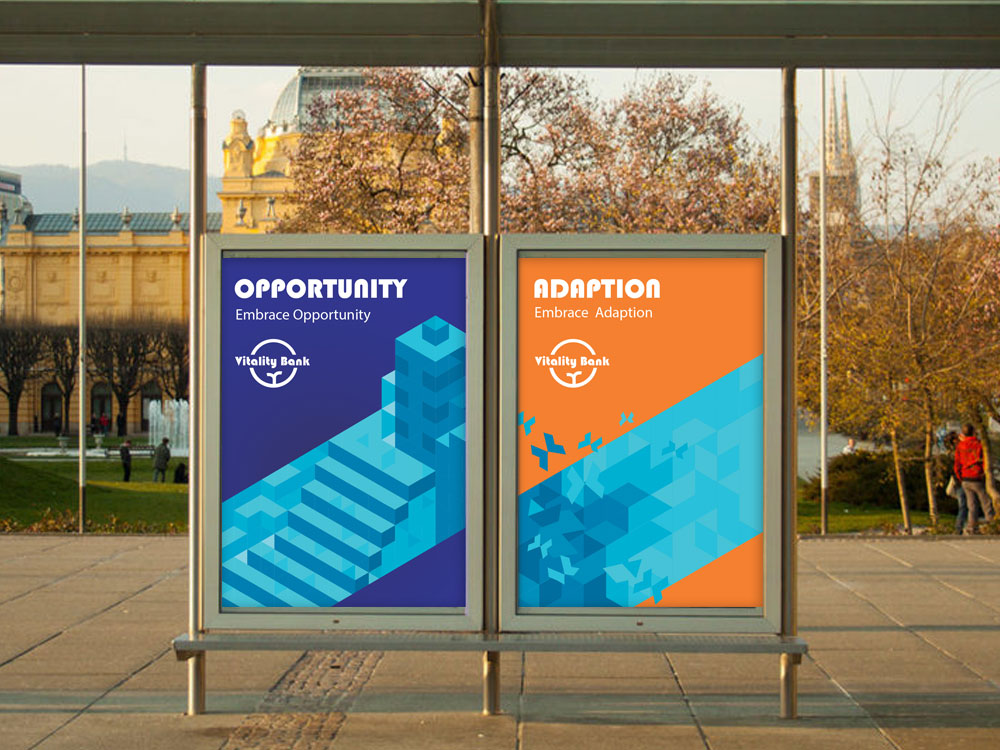 OPPORTUNITY
Embrace Opportunity
Vitality Bank
ADAPTION
Embrace Adaption
Vitality Bank